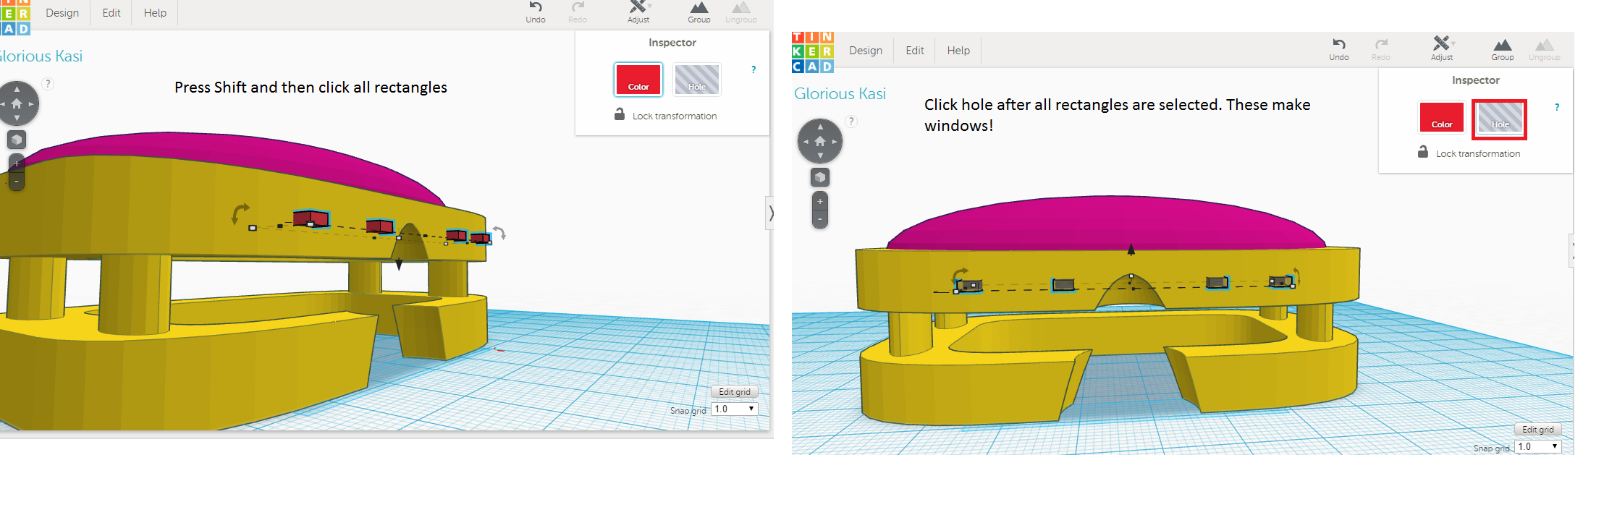 TINKERCAD
Design Edit Help
Undo Redo Adjust Group Ungroup
Glorious Kasi
?
Press Shift and then click all rectangles
Inspector
Color Hole ?
Lock transformation
+
-
Edit grid
Snap grid 1.0
TINKERCAD
Design Edit Help
Undo Redo Adjust Group Ungroup
Glorious Kasi
?
Click hole after all rectangles are selected. These make
windows!
Inspector
Color Hole ?
Lock transformation
+
-
Edit grid
Snap grid 1.0